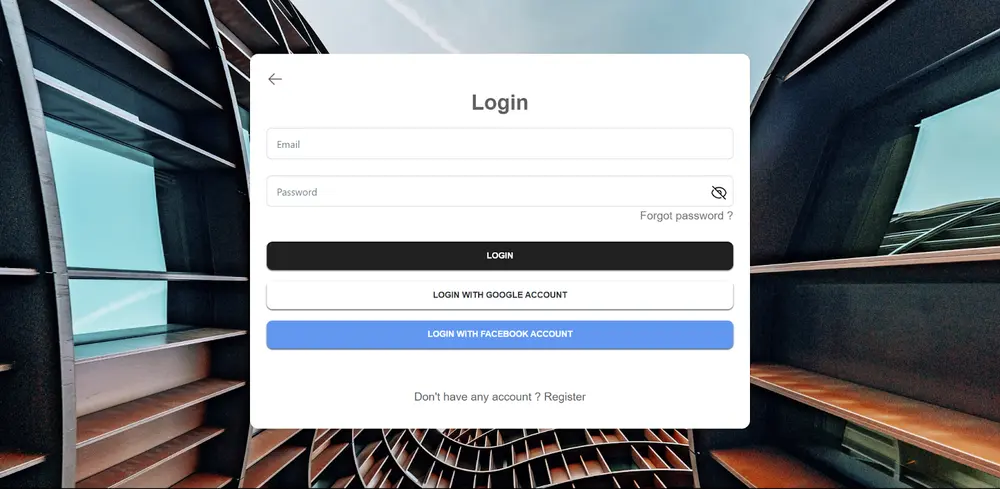 Login
Email
Password
Forgot password ?
LOGIN
LOGIN WITH GOOGLE ACCOUNT
LOGIN WITH FACEBOOK ACCOUNT
Don't have any account ? Register